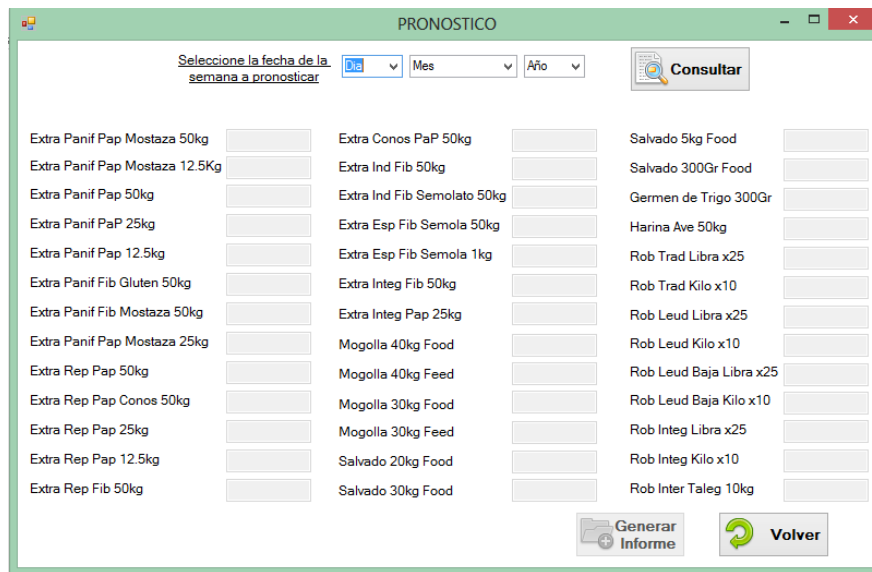 PRONOSTICO
Seleccione la fecha de la
semana a pronosticar
Dia
Mes
Año
Consultar
Extra Panif Pap Mostaza 50kg
Extra Panif Pap Mostaza 12.5Kg
Extra Panif Pap 50kg
Extra Panif PaP 25kg
Extra Panif Pap 12.5kg
Extra Panif Fib Gluten 50kg
Extra Panif Fib Mostaza 50kg
Extra Panif Pap Mostaza 25kg
Extra Rep Pap 50kg
Extra Rep Pap Conos 50kg
Extra Rep Pap 25kg
Extra Rep Pap 12.5kg
Extra Rep Fib 50kg
Extra Conos PaP 50kg
Extra Ind Fib 50kg
Extra Ind Fib Semolato 50kg
Extra Esp Fib Semola 50kg
Extra Esp Fib Semola 1kg
Extra Integ Fib 50kg
Extra Integ Pap 25kg
Mogolla 40kg Food
Mogolla 40kg Feed
Mogolla 30kg Food
Mogolla 30kg Feed
Salvado 20kg Food
Salvado 30kg Food
Salvado 5kg Food
Salvado 300Gr Food
Germen de Trigo 300Gr
Harina Ave 50kg
Rob Trad Libra x25
Rob Trad Kilo x10
Rob Leud Libra x25
Rob Leud Kilo x10
Rob Leud Baja Libra x25
Rob Leud Baja Kilo x10
Rob Integ Libra x25
Rob Integ Kilo x10
Rob Inter Taleg 10kg
Generar
Informe
Volver